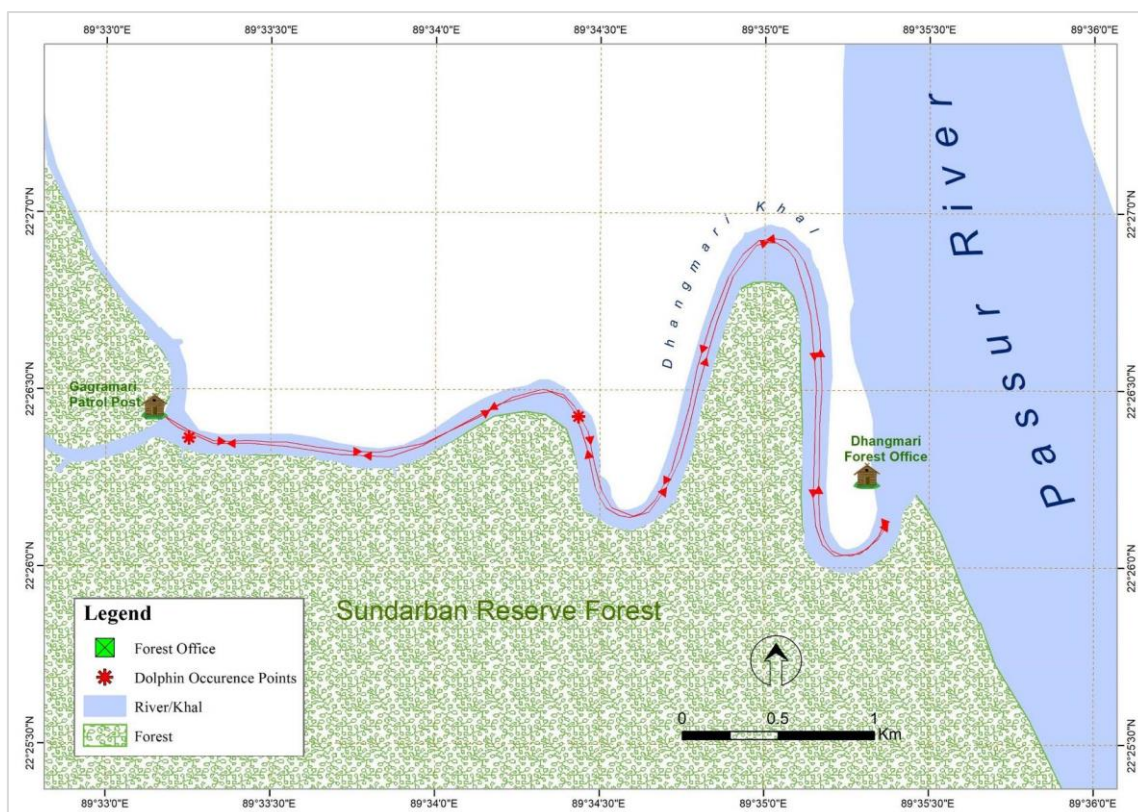 89°33'0"E
89°33'30"E
89°34'0"E
89°34'30"E
89°35'0"E
89°35'30"E
89°36'0"E
22°27'0"N
22°27'0"N
Dhangmari Khal
Passur River
22°26'30"N
22°26'30"N
Gagramari
Patrol Post
Dhangmari
Forest Office
22°26'0"N
22°26'0"N
Sundarban Reserve Forest
Legend
Forest Office
Dolphin Occurence Points
River/Khal
Forest
0 0.5 1
Km
22°25'30"N
22°25'30"N
89°33'0"E
89°33'30"E
89°34'0"E
89°34'30"E
89°35'0"E
89°35'30"E
89°36'0"E